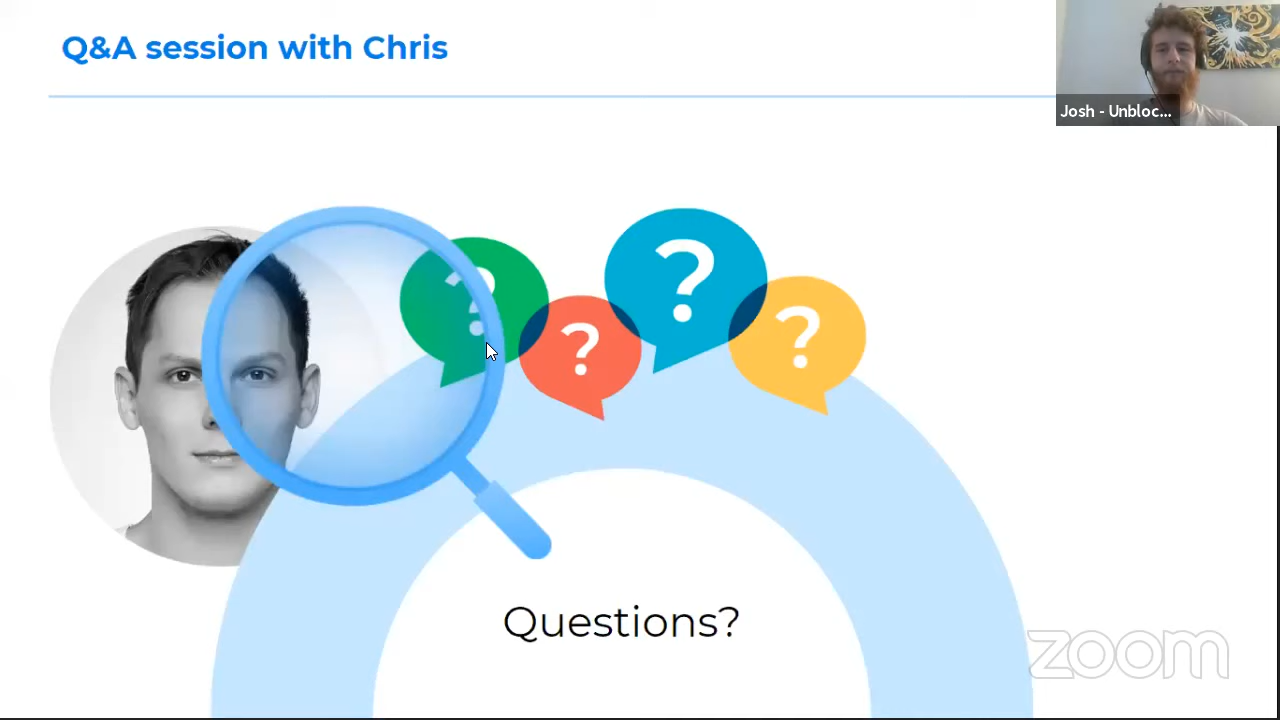 Q&A session with Chris
Josh - Unbloc...
?
?
?
?
Questions?
zoom